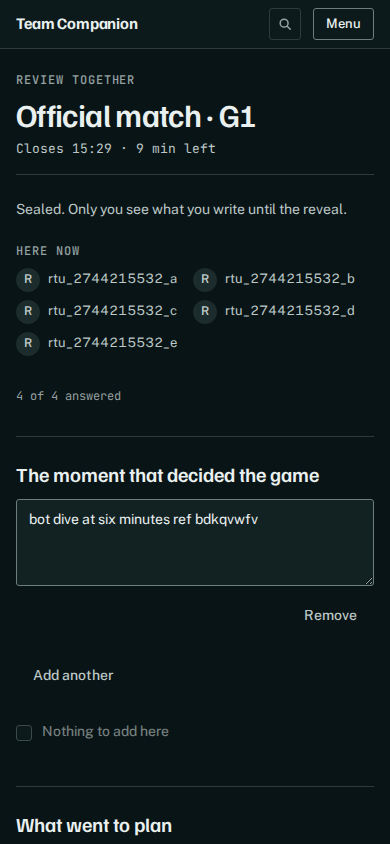 Team Companion
Menu
REVIEW TOGETHER
Official match · G1
Closes 15:29 · 9 min left
Sealed. Only you see what you write until the reveal.
HERE NOW
R rtu_2744215532_a R rtu_2744215532_b
R rtu_2744215532_c R rtu_2744215532_d
R rtu_2744215532_e
4 of 4 answered
The moment that decided the game
bot dive at six minutes ref bdkqvwfv
Remove
Add another
Nothing to add here
What went to plan